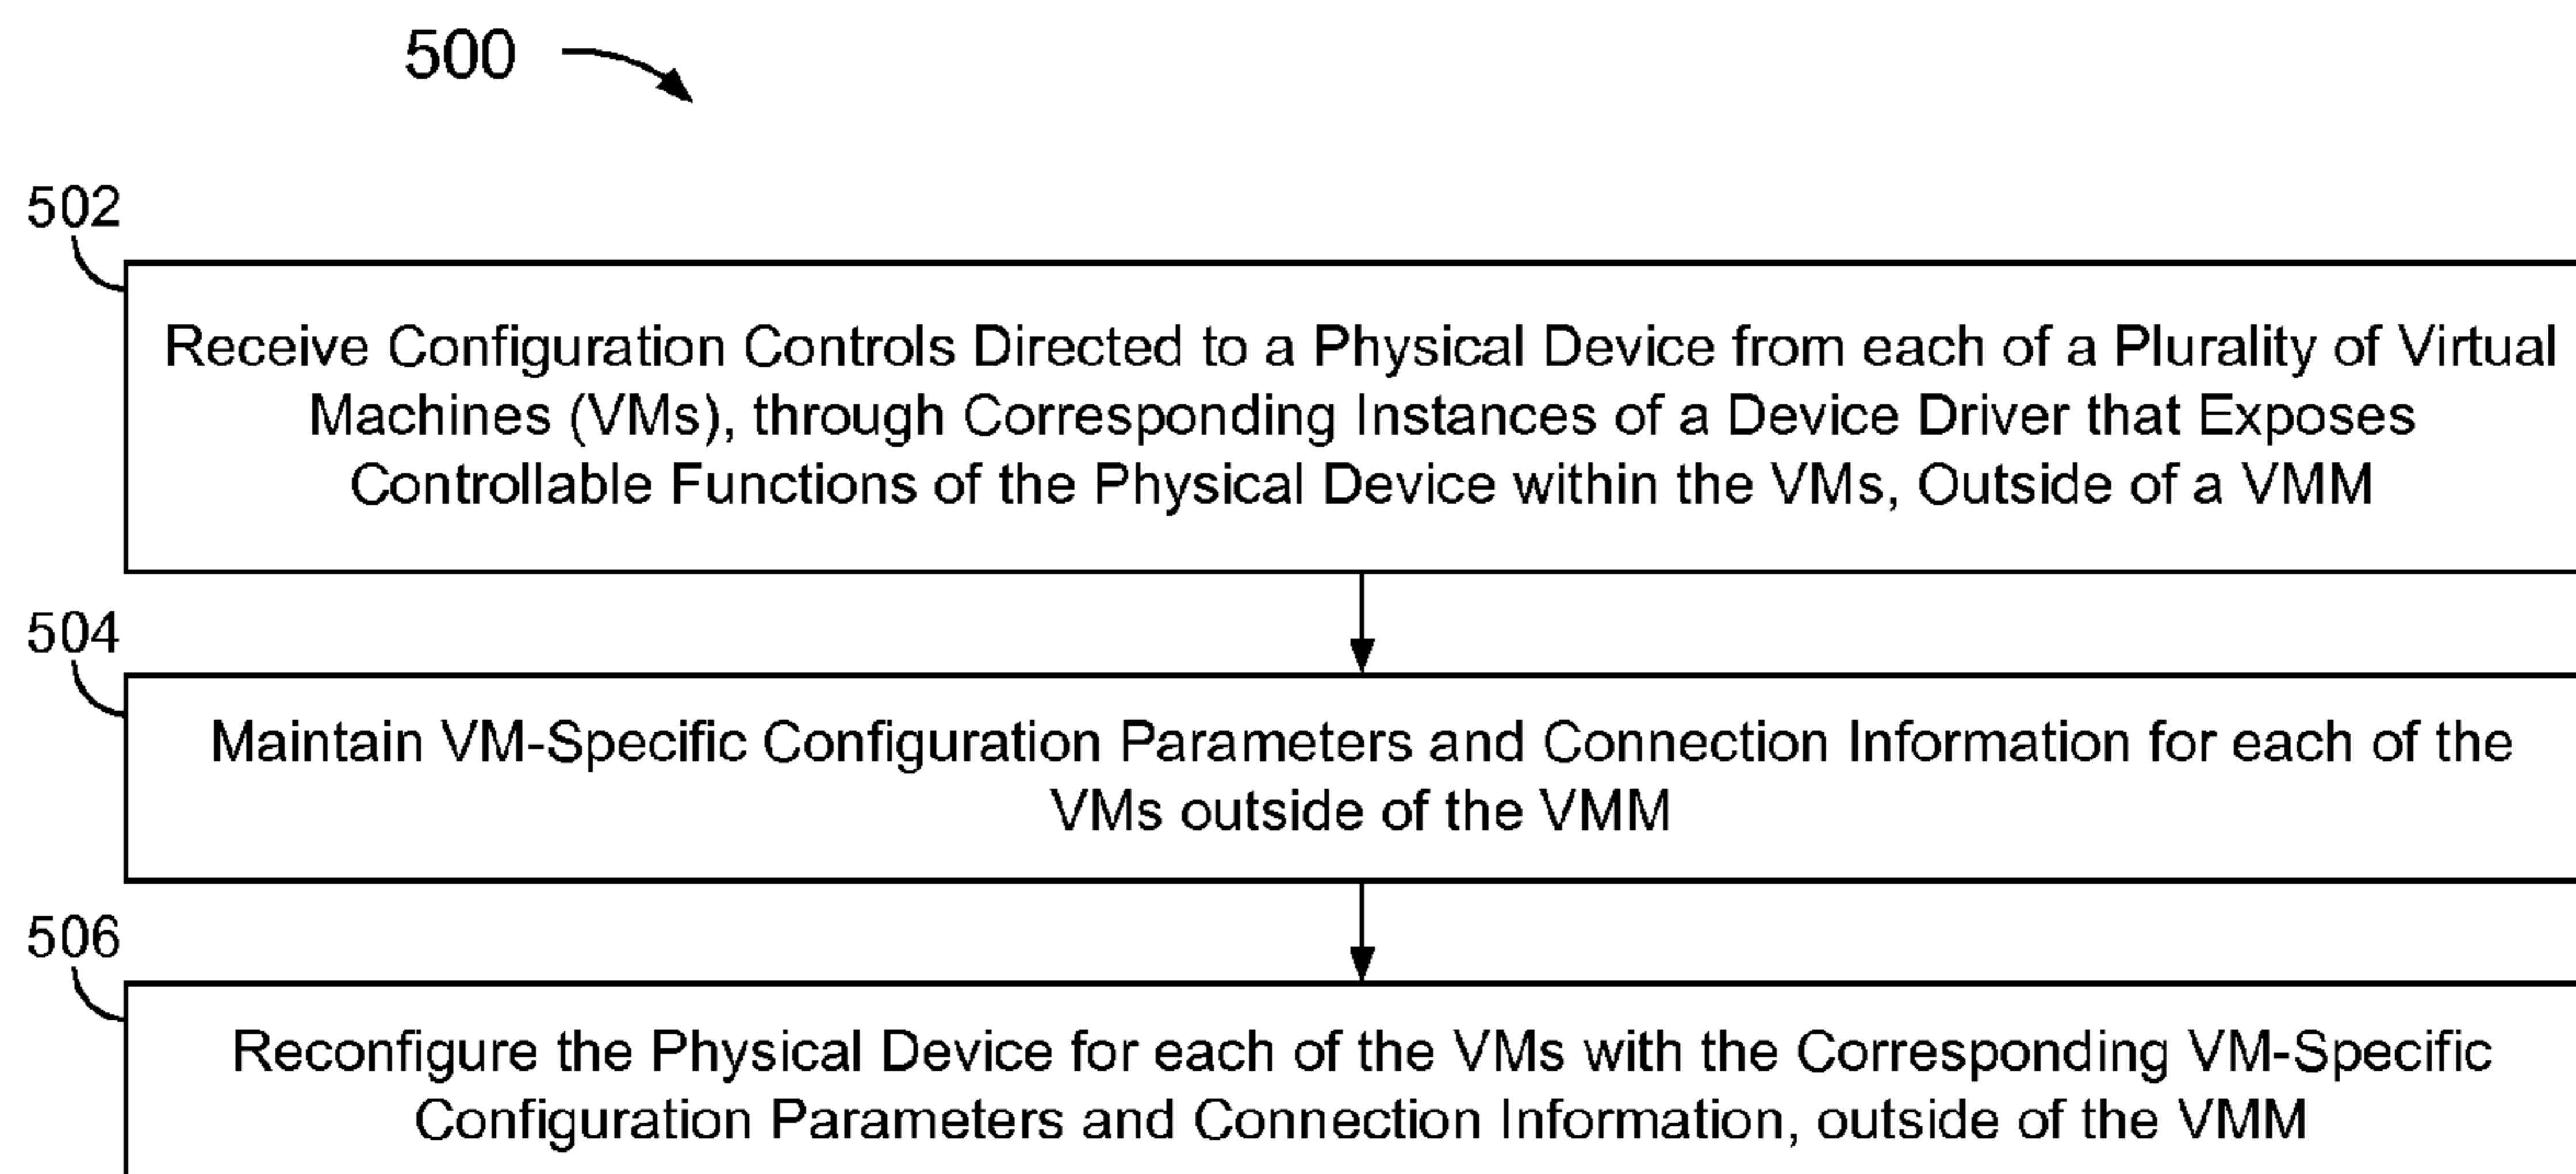 500
502
Receive Configuration Controls Directed to a Physical Device from each of a Plurality of Virtual
Machines (VMs), through Corresponding Instances of a Device Driver that Exposes
Controllable Functions of the Physical Device within the VMs, Outside of a VMM
504
Maintain VM-Specific Configuration Parameters and Connection Information for each of the
VMs outside of the VMM
506
Reconfigure the Physical Device for each of the VMs with the Corresponding VM-Specific
Configuration Parameters and Connection Information, outside of the VMM